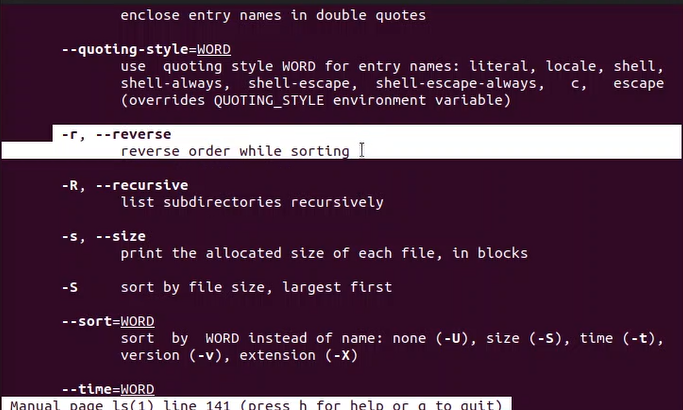 enclose entry names in double quotes
--quoting-style=WORD
use quoting style WORD for entry names: literal, locale, shell,
shell-always, shell-escape, shell-escape-always, c, escape
(overrides QUOTING_STYLE environment variable)
-r, --reverse
reverse order while sorting
-R, --recursive
list subdirectories recursively
-s, --size
print the allocated size of each file, in blocks
-S sort by file size, largest first
--sort=WORD
sort by WORD instead of name: none (-U), size (-S), time (-t),
version (-v), extension (-X)
--time=WORD
Manual page ls(1) line 141 (press h for help or q to quit)